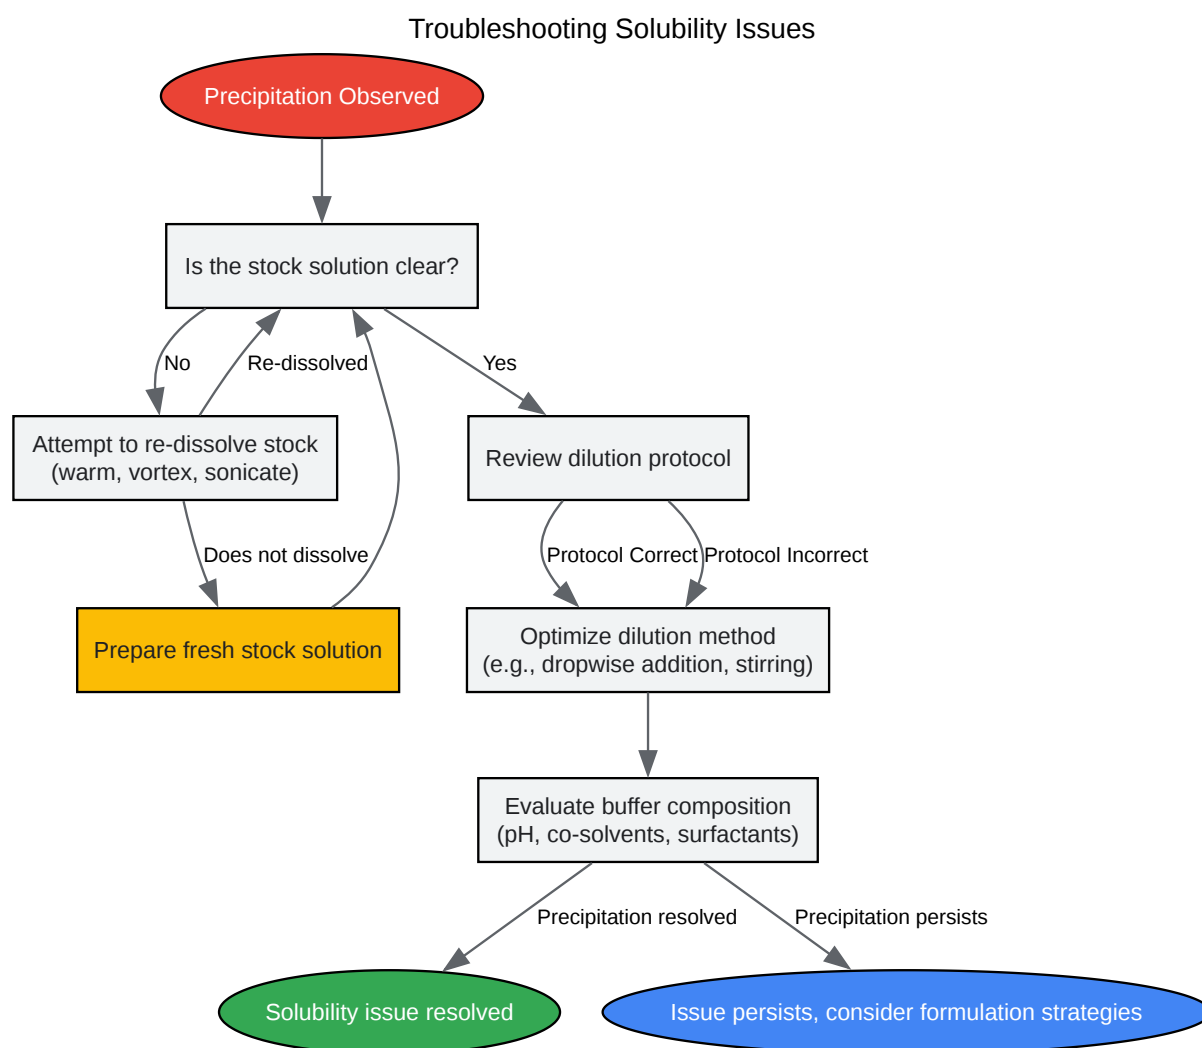 Troubleshooting Solubility Issues
Precipitation Observed
Is the stock solution clear?
No
Re-dissolved
Yes
Attempt to re-dissolve stock
(warm, vortex, sonicate)
Review dilution protocol
Does not dissolve
Protocol Correct
Protocol Incorrect
Prepare fresh stock solution
Optimize dilution method
(e.g., dropwise addition, stirring)
Evaluate buffer composition
(pH, co-solvents, surfactants)
Precipitation resolved
Precipitation persists
Solubility issue resolved
Issue persists, consider formulation strategies